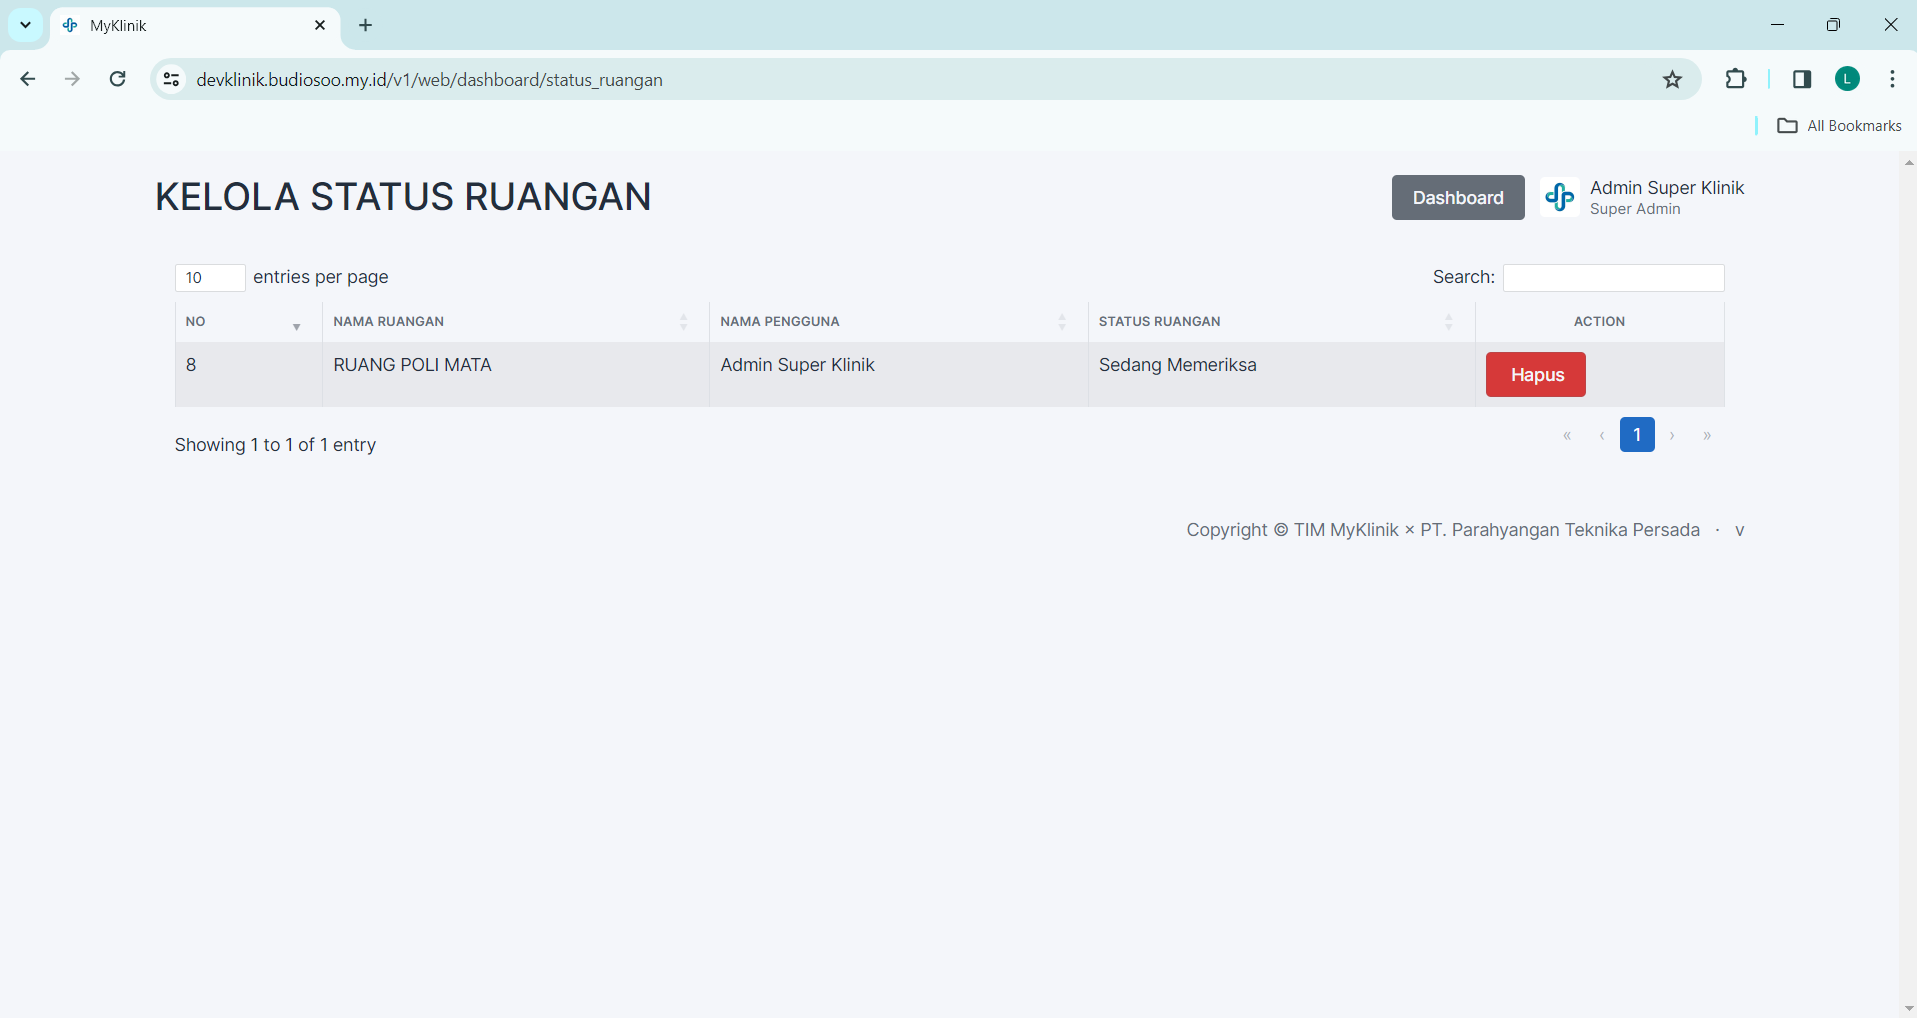 MyKlinik
devklinik.budiosoo.my.id/v1/web/dashboard/status_ruangan
L
All Bookmarks
KELOLA STATUS RUANGAN
Dashboard
Admin Super Klinik
Super Admin
10 entries per page
Search:
NO NAMA RUANGAN NAMA PENGGUNA STATUS RUANGAN ACTION
8 RUANG POLI MATA Admin Super Klinik Sedang Memeriksa Hapus
Showing 1 to 1 of 1 entry
« ‹ 1 › »
Copyright © TIM MyKlinik × PT. Parahyangan Teknika Persada · v